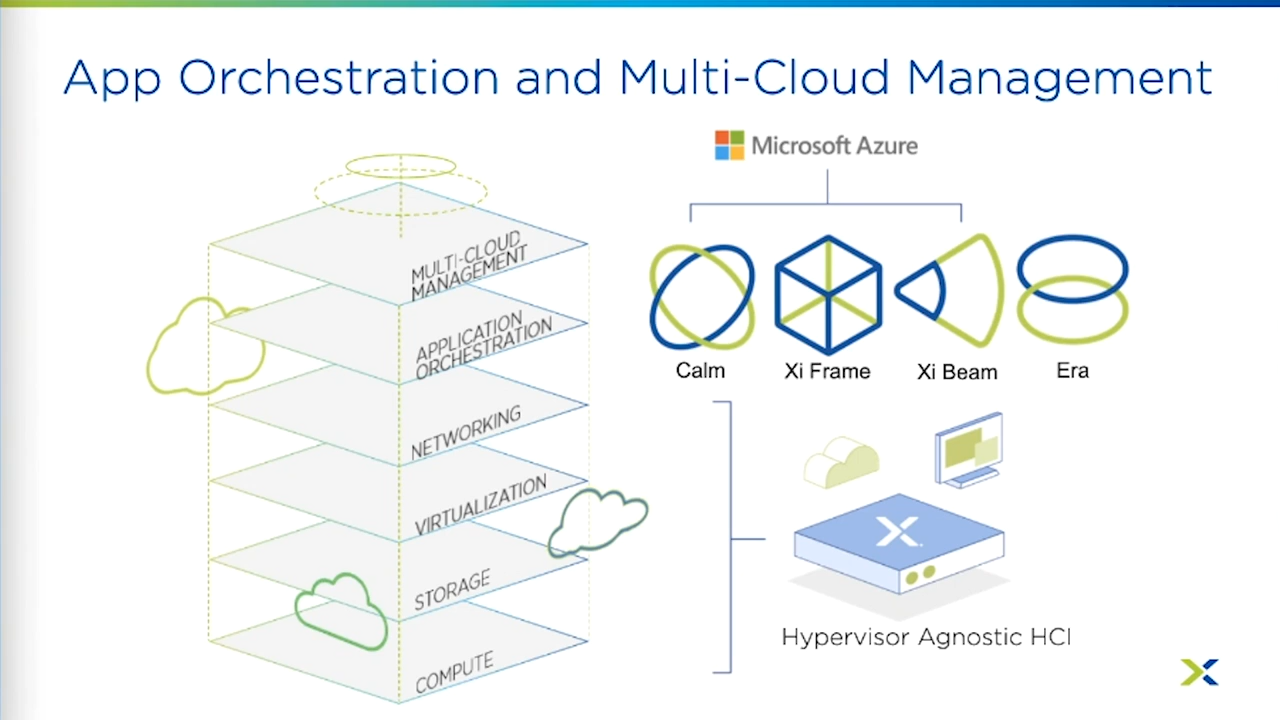 App Orchestration and Multi-Cloud Management
Microsoft Azure
MULTI-CLOUD
MANAGEMENT
APPLICATION
ORCHESTRATION
NETWORKING
VIRTUALIZATION
STORAGE
COMPUTE
Calm
Xi Frame
Xi Beam
Era
Hypervisor Agnostic HCI